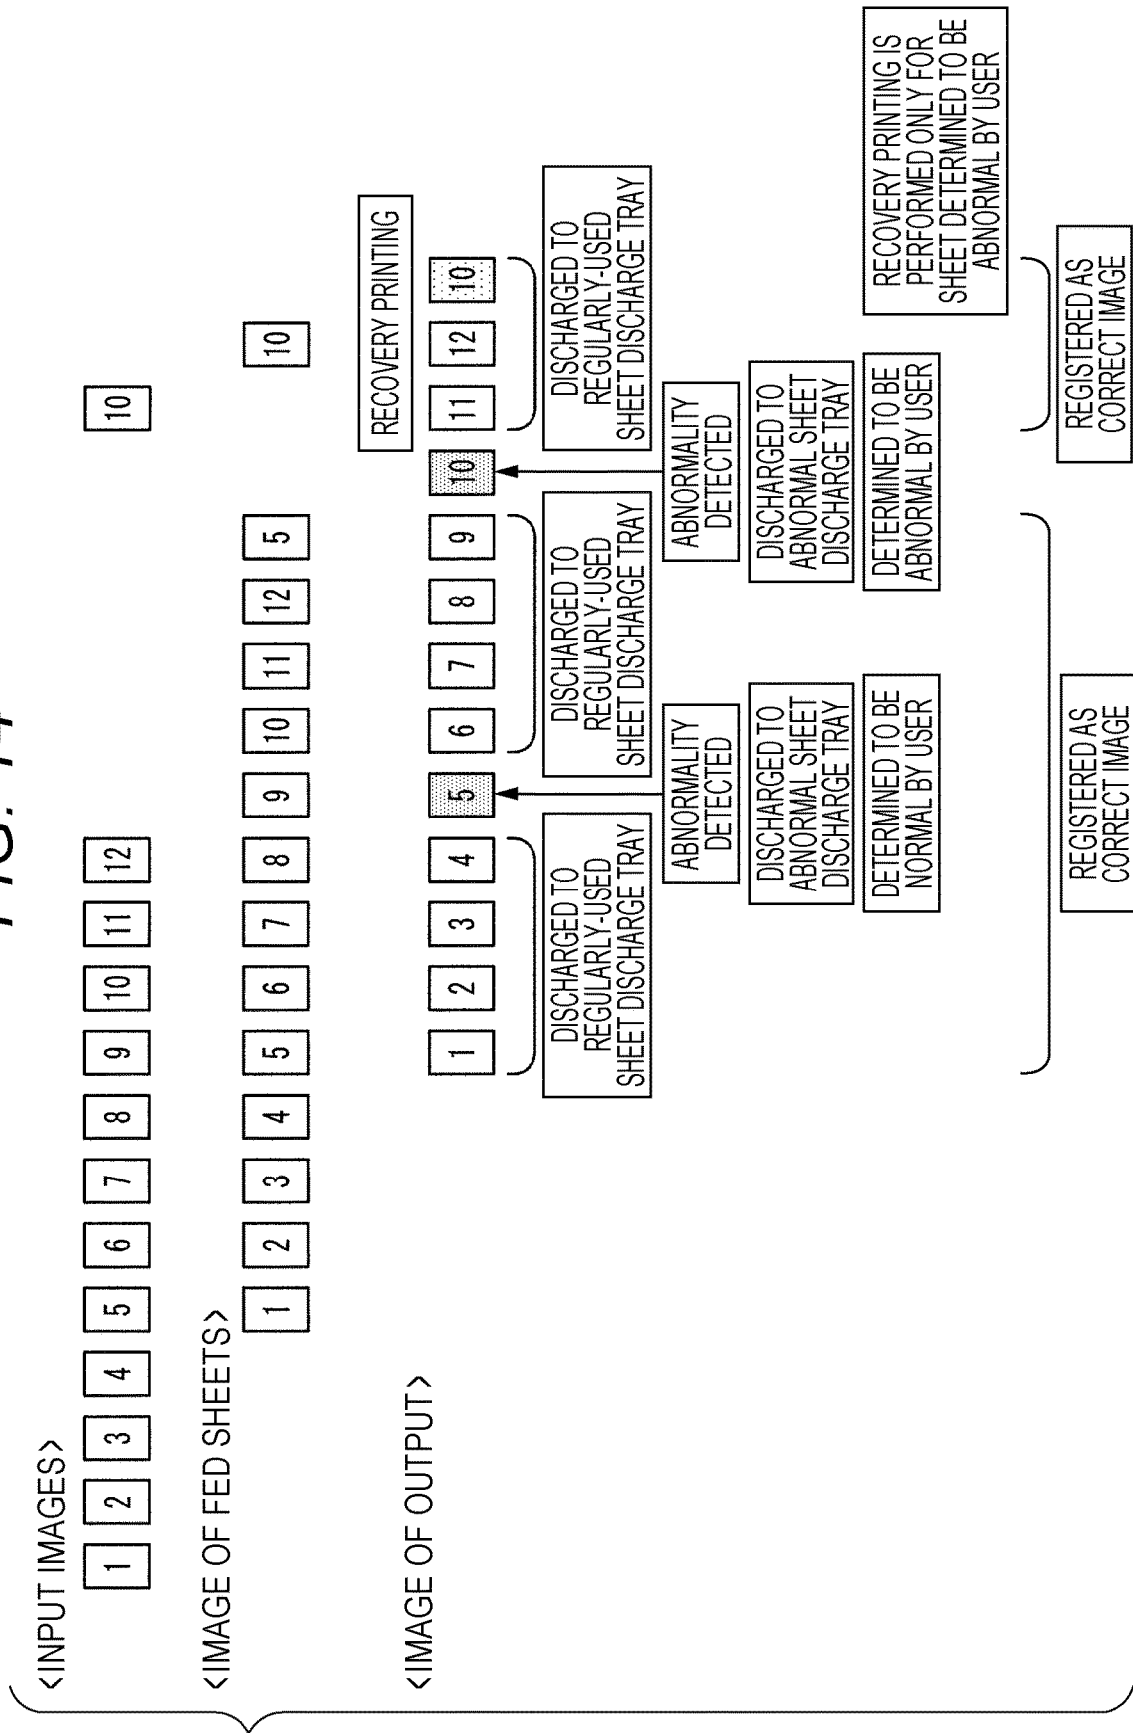 FIG. 14
<INPUT IMAGES>
1 2 3 4 5 6 7 8 9 10 11 12 10
<IMAGE OF FED SHEETS>
1 2 3 4 5 6 7 8 9 10 11 12 5 10
RECOVERY PRINTING
<IMAGE OF OUTPUT>
1 2 3 4 5 6 7 8 9 10 11 12 10
DISCHARGED TO
REGULARLY-USED
SHEET DISCHARGE TRAY
DISCHARGED TO
REGULARLY-USED
SHEET DISCHARGE TRAY
DISCHARGED TO
REGULARLY-USED
SHEET DISCHARGE TRAY
ABNORMALITY
DETECTED
ABNORMALITY
DETECTED
DISCHARGED TO
ABNORMAL SHEET
DISCHARGE TRAY
DISCHARGED TO
ABNORMAL SHEET
DISCHARGE TRAY
DETERMINED TO BE
NORMAL BY USER
DETERMINED TO BE
ABNORMAL BY USER
RECOVERY PRINTING IS
PERFORMED ONLY FOR
SHEET DETERMINED TO BE
ABNORMAL BY USER
REGISTERED AS
CORRECT IMAGE
REGISTERED AS
CORRECT IMAGE